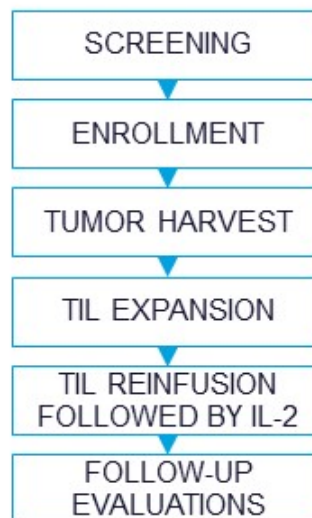 SCREENING
ENROLLMENT
TUMOR HARVEST
TIL EXPANSION
TIL REINFUSION
FOLLOWED BY IL-2
FOLLOW-UP
EVALUATIONS